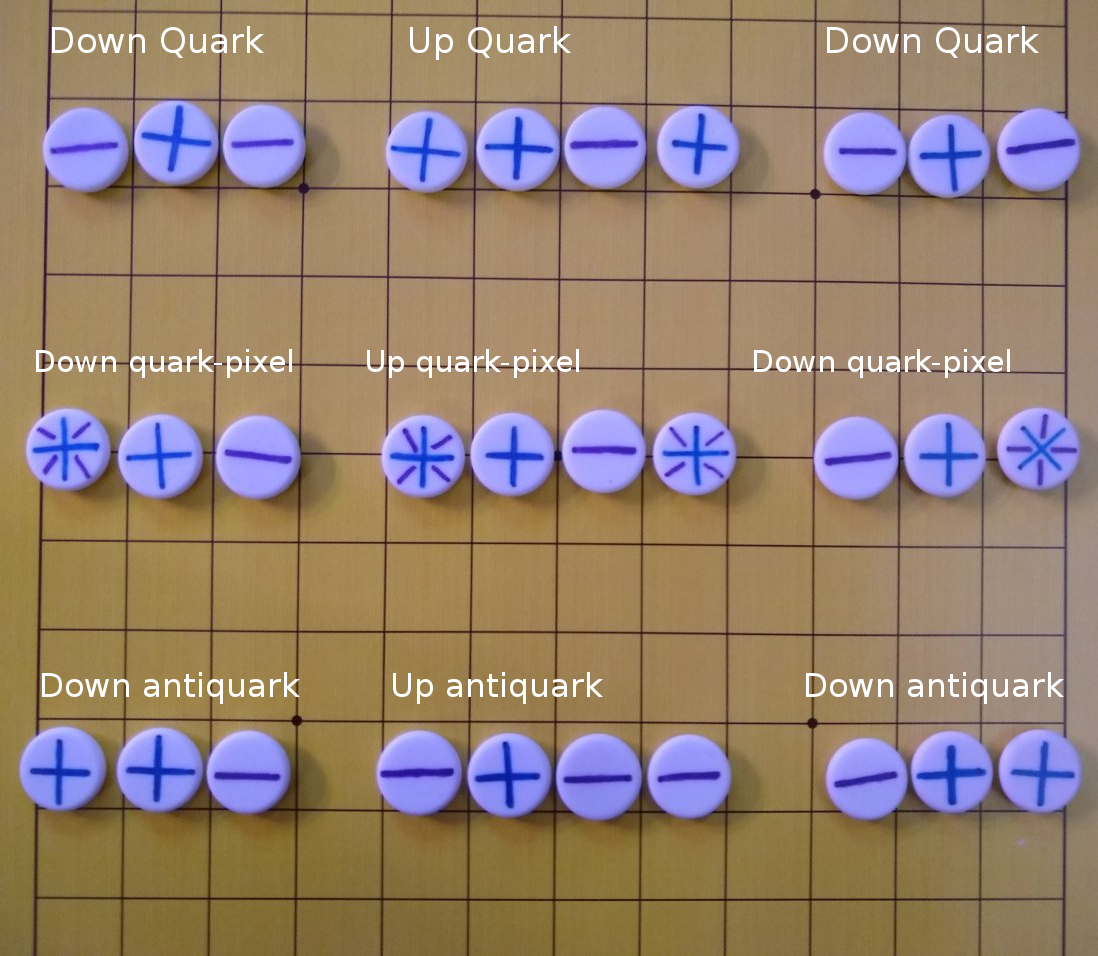 Down Quark Up Quark Down Quark
− + − + + − + − + −
Down quark-pixel Up quark-pixel Down quark-pixel
+ − + − − +
Down antiquark Up antiquark Down antiquark
+ + − − + − − − + +